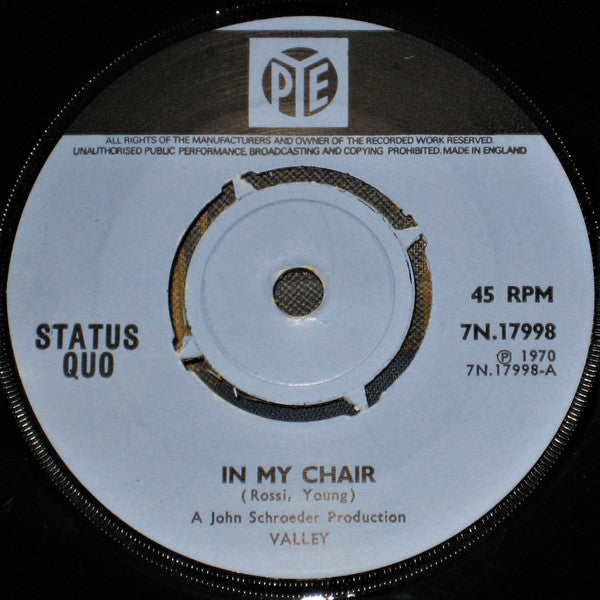 PYE
ALL RIGHTS OF THE MANUFACTURERS AND OWNER OF THE RECORDED WORK RESERVED.
UNAUTHORISED PUBLIC PERFORMANCE, BROADCASTING AND COPYING PROHIBITED. MADE IN ENGLAND
STATUS
QUO
45 RPM
7N.17998
℗ 1970
7N.17998-A
IN MY CHAIR
(Rossi, Young)
A John Schroeder Production
VALLEY